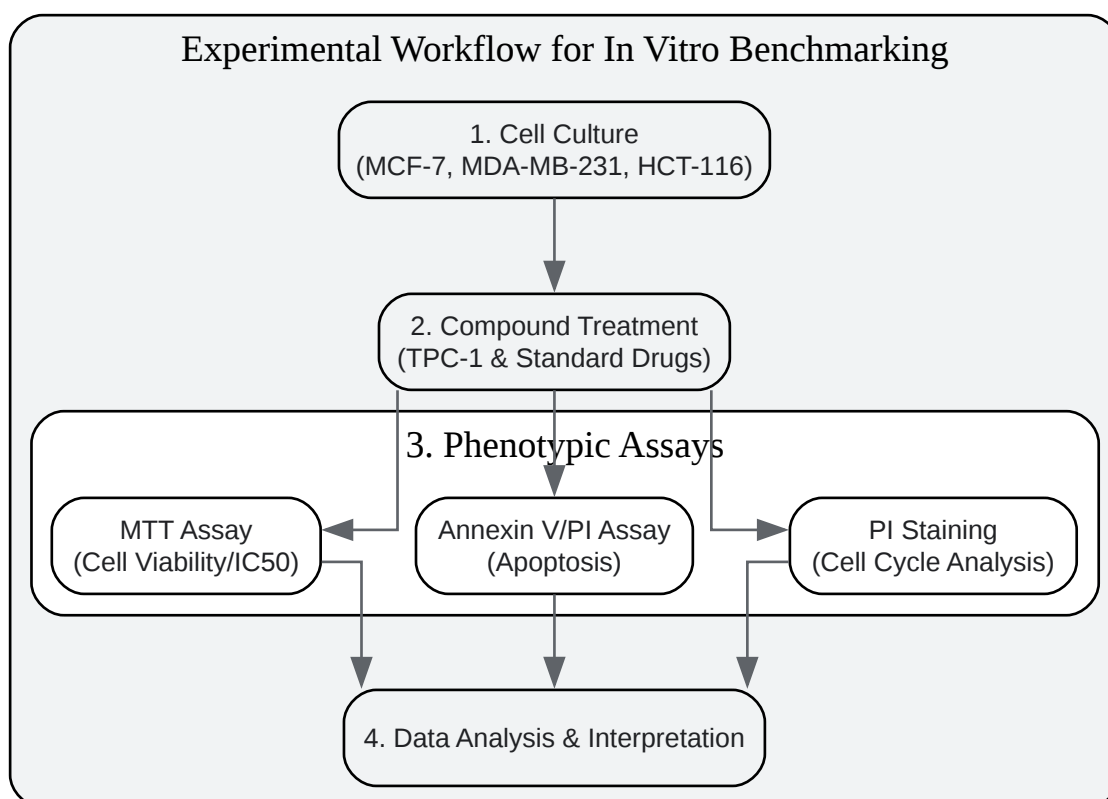 Experimental Workflow for In Vitro Benchmarking
1. Cell Culture
(MCF-7, MDA-MB-231, HCT-116)
2. Compound Treatment
(TPC-1 & Standard Drugs)
3. Phenotypic Assays
MTT Assay
(Cell Viability/IC50)
Annexin V/PI Assay
(Apoptosis)
PI Staining
(Cell Cycle Analysis)
4. Data Analysis & Interpretation